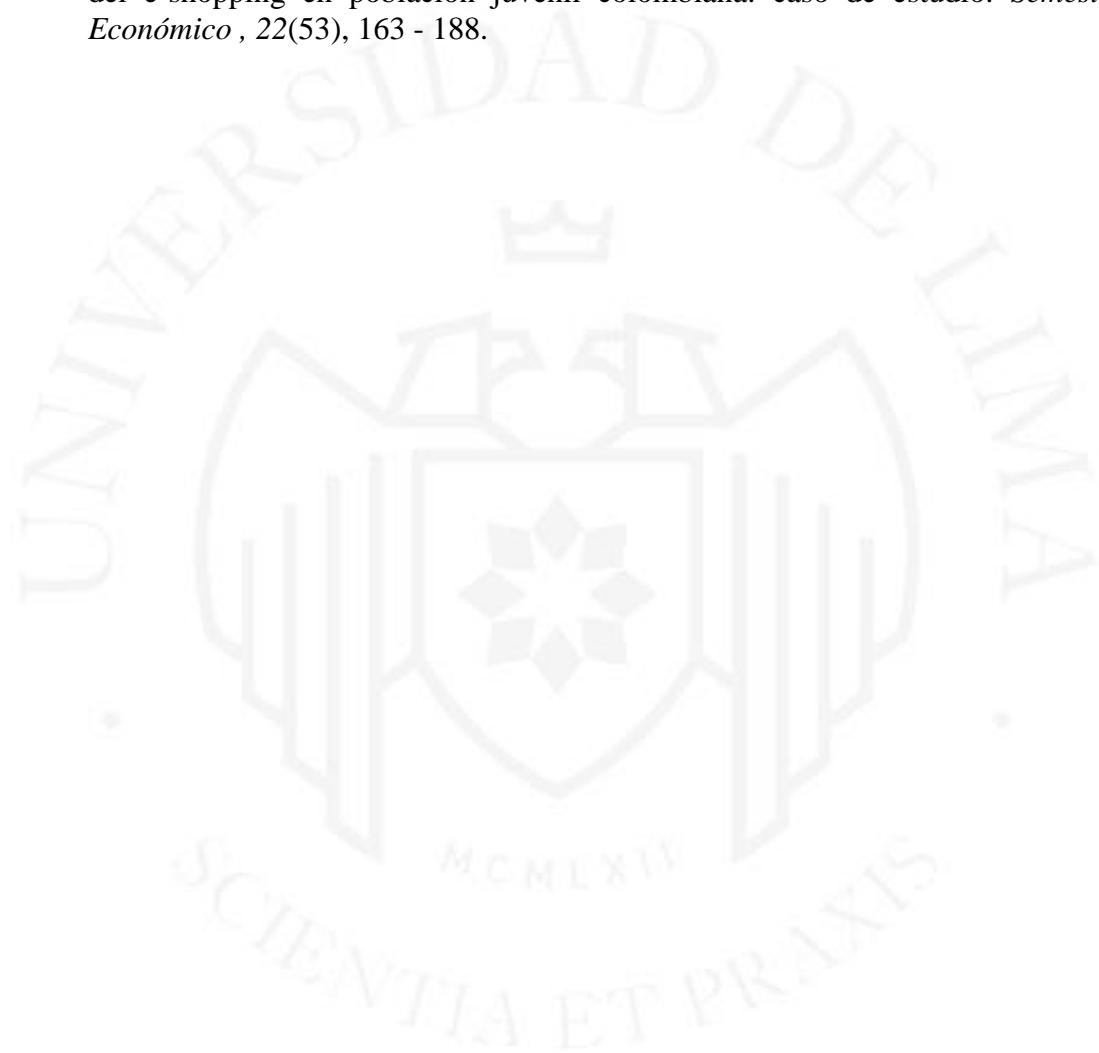 del e-shopping en población juvenil colombiana: caso de estudio. Semest
Económico , 22(53), 163 - 188.
UNIVERSIDAD DE LIMA
MCMLXII
SCIENTIA ET PRAXIS